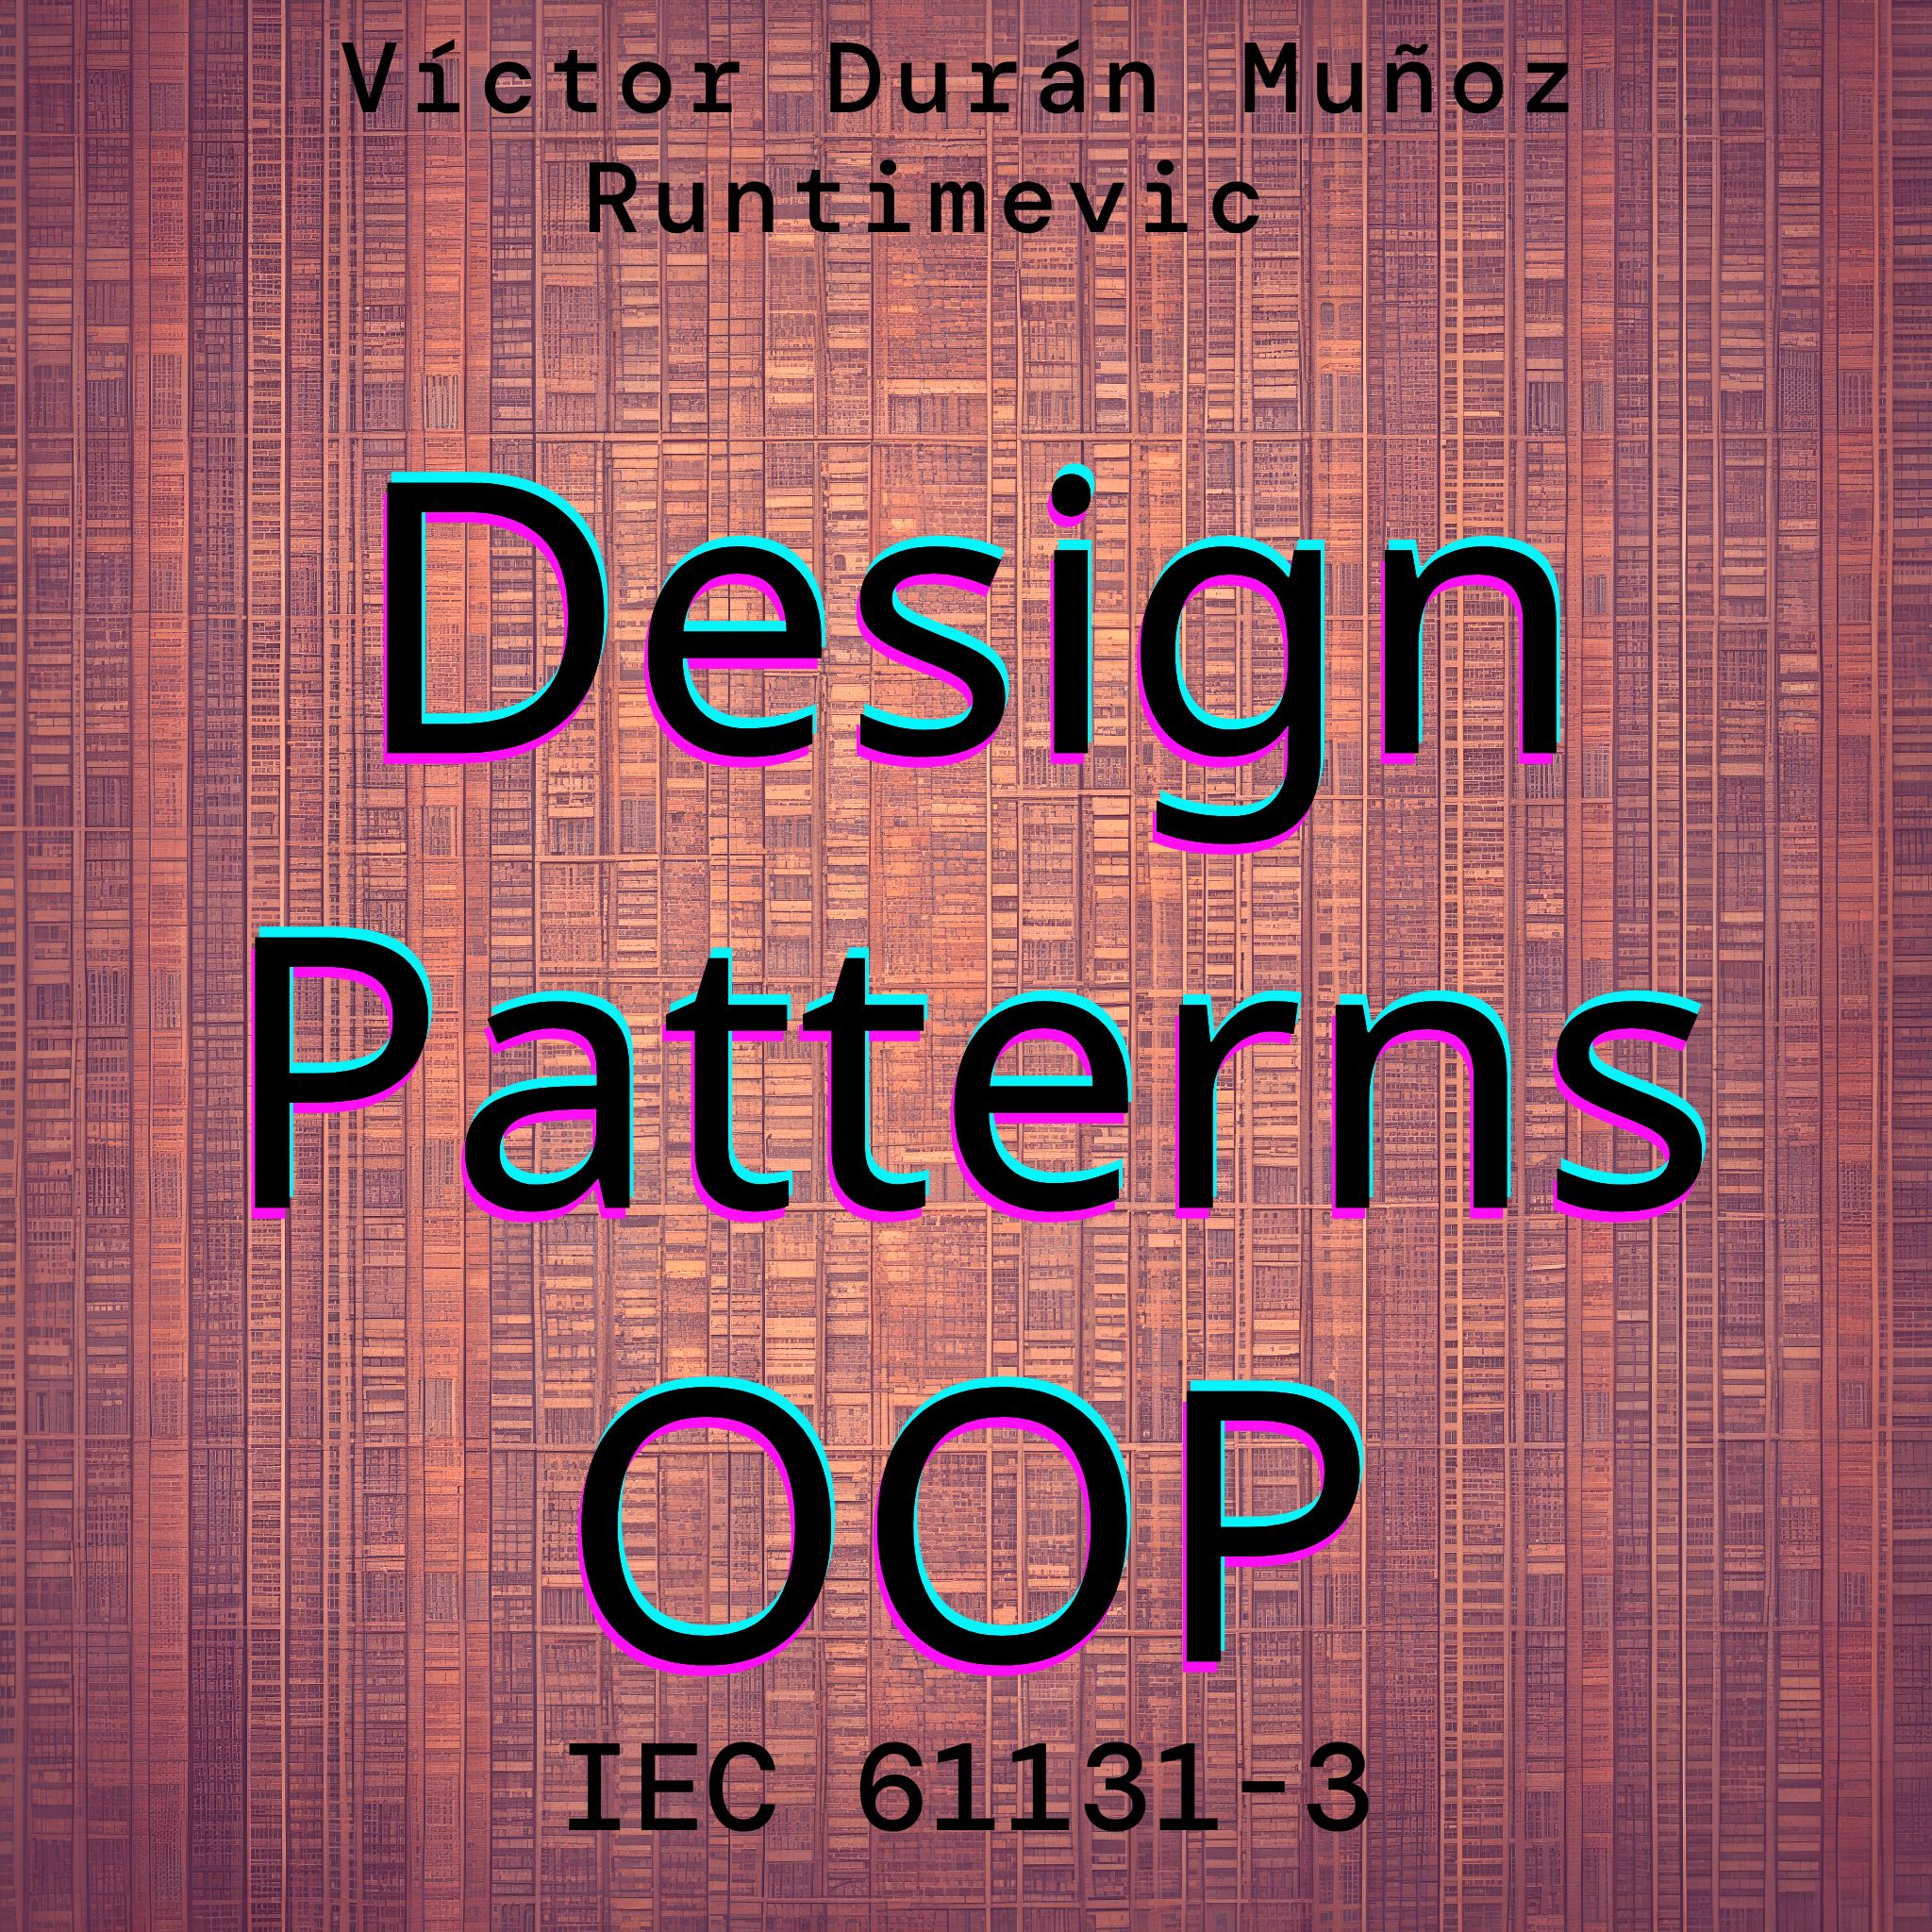 Víctor Durán Muñoz
Runtimevic
Design
Patterns
OOP
IEC 61131-3